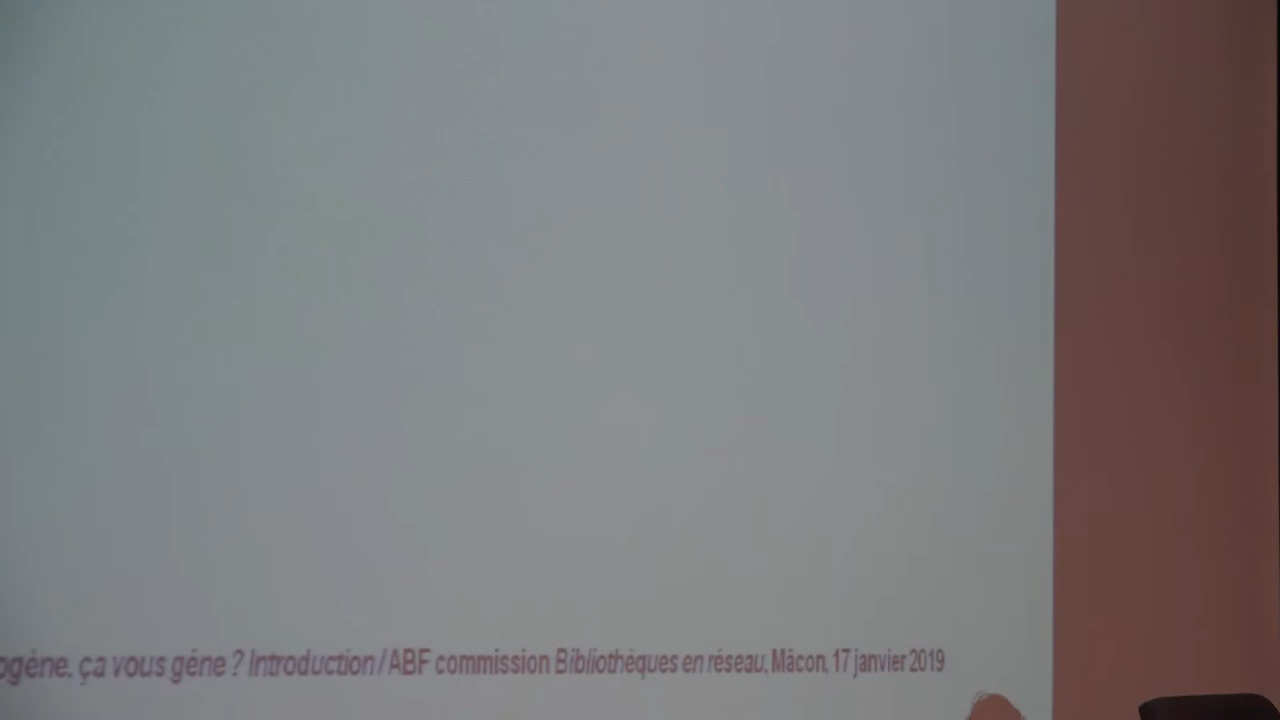 ogène. ça vous gêne ? Introduction / ABF commission Bibliothèques en réseau, Mâcon, 17 janvier 2019